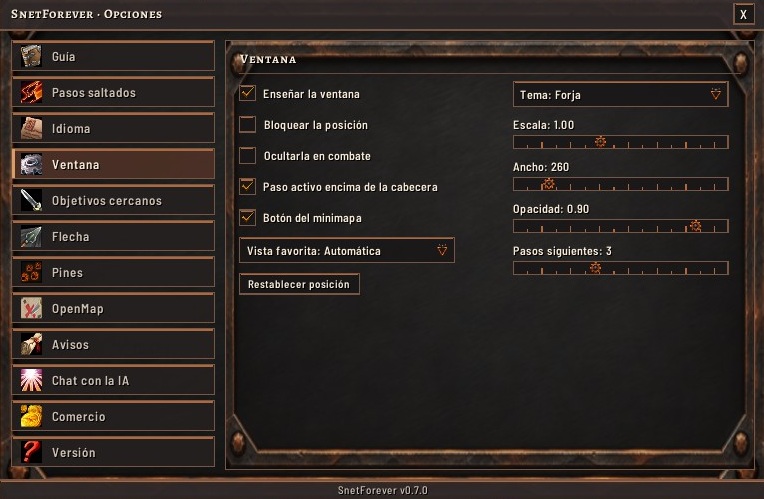 SnetForever · Opciones
X
Guía
Pasos saltados
Idioma
Ventana
Objetivos cercanos
Flecha
Pines
OpenMap
Avisos
Chat con la IA
Comercio
Versión
Ventana
Enseñar la ventana
Bloquear la posición
Ocultarla en combate
Paso activo encima de la cabecera
Botón del minimapa
Vista favorita: Automática
Restablecer posición
Tema: Forja
Escala: 1.00
Ancho: 260
Opacidad: 0.90
Pasos siguientes: 3
SnetForever v0.7.0